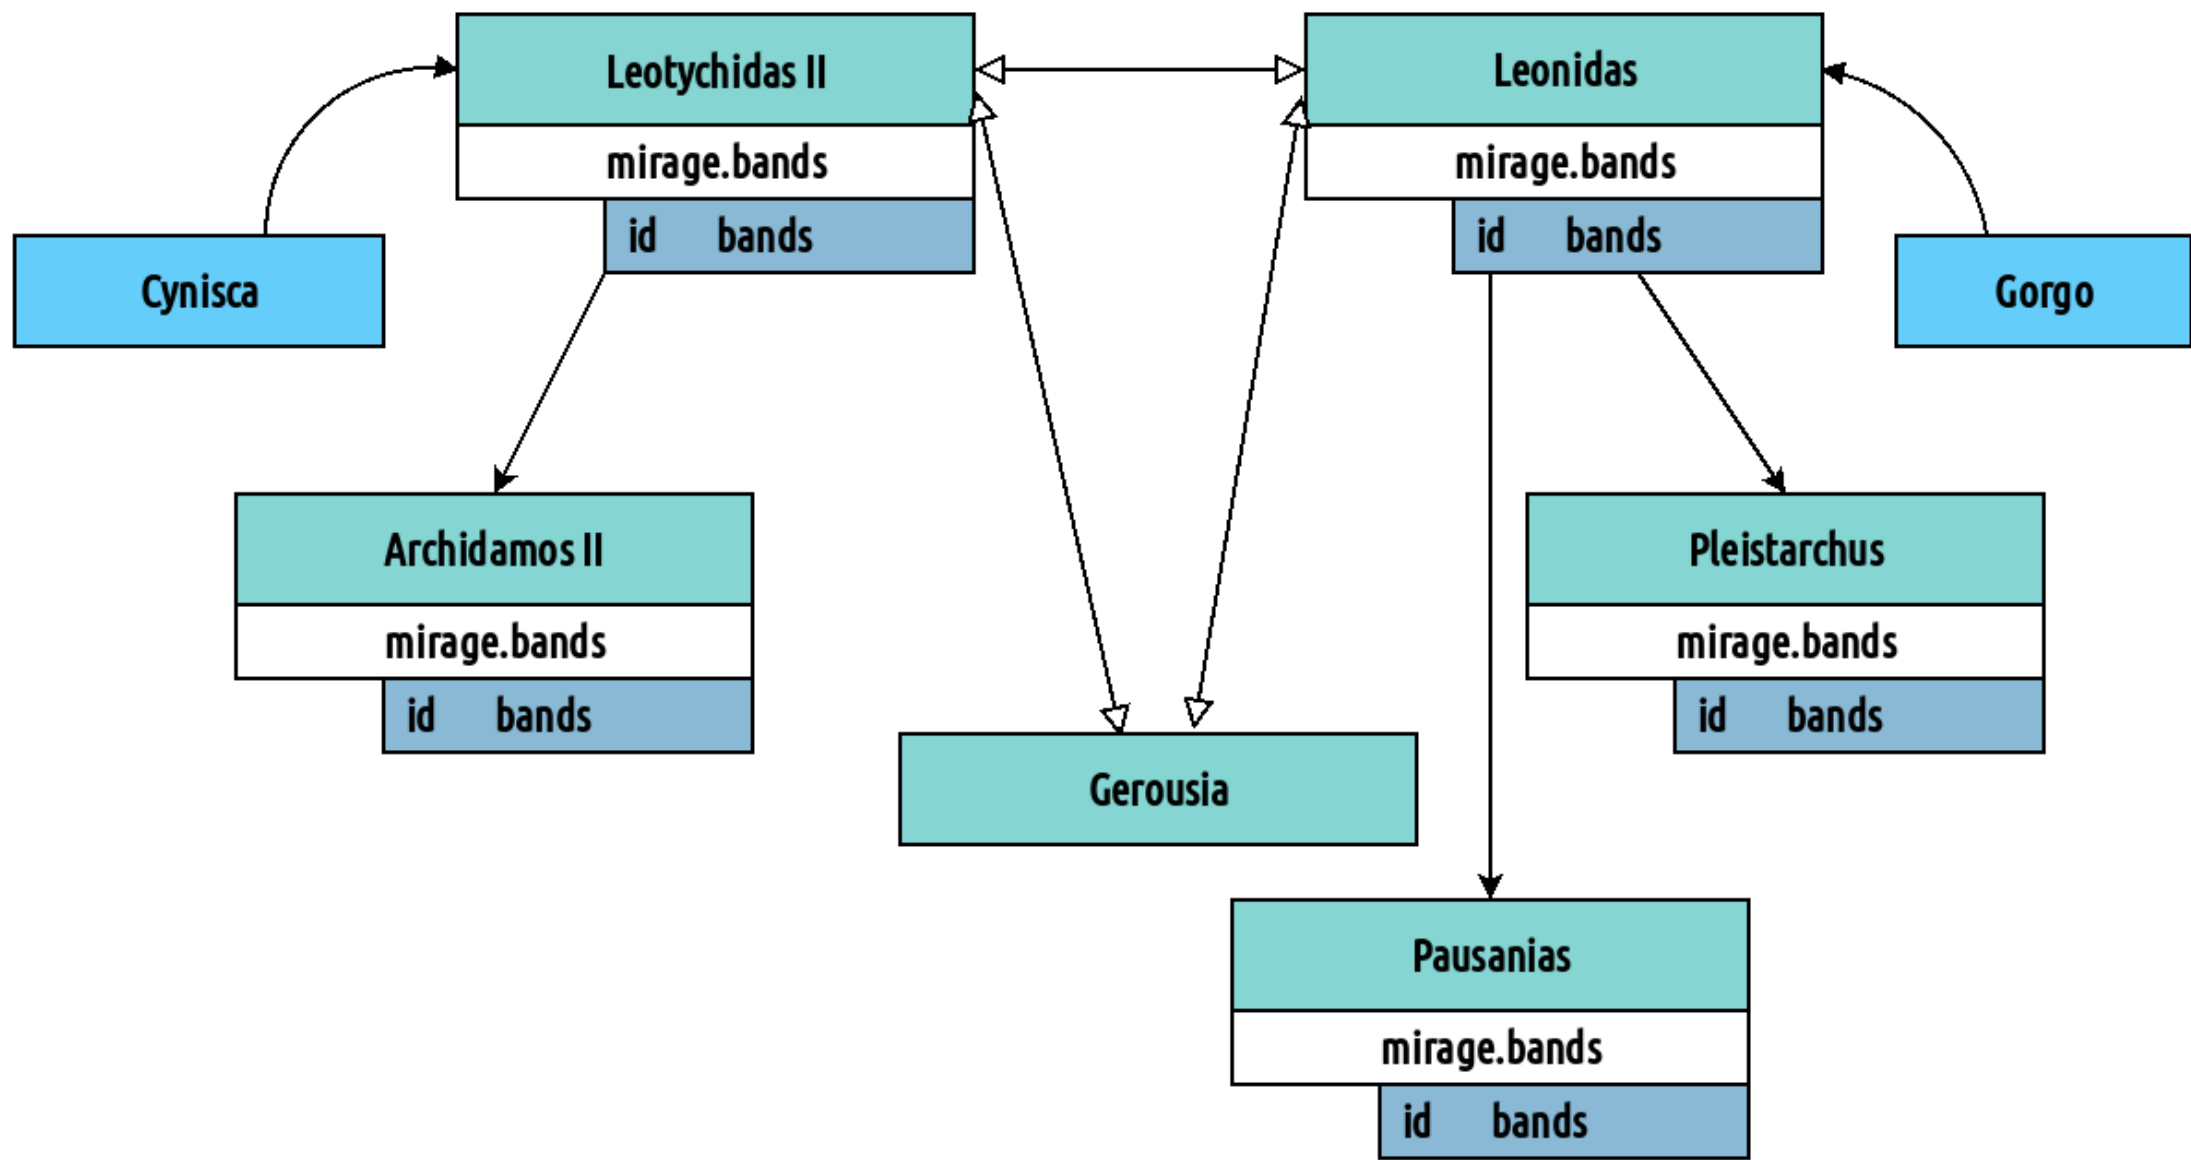 Leotychidas II
mirage.bands
id bands
Leonidas
mirage.bands
id bands
Cynisca
Gorgo
Archidamos II
mirage.bands
id bands
Pleistarchus
mirage.bands
id bands
Gerousia
Pausanias
mirage.bands
id bands